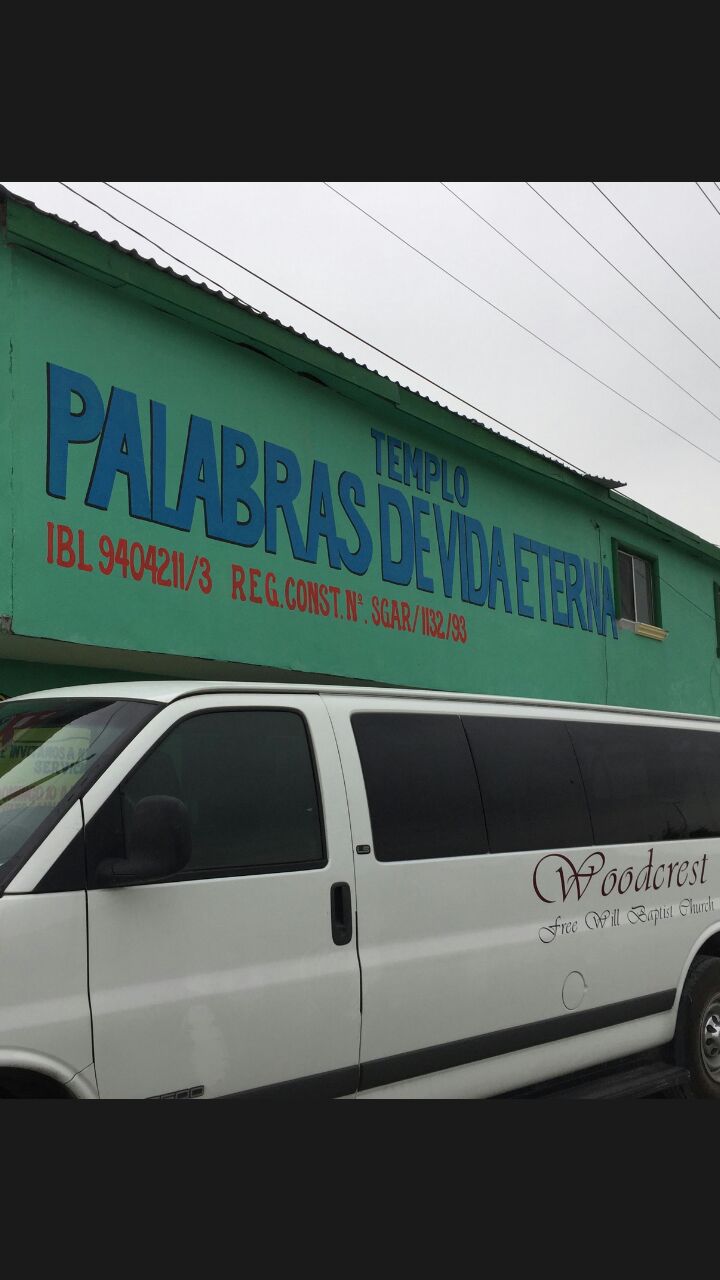 TEMPLO
PALABRAS DE VIDA ETERNA
IBL 9404211/3 REG. CONST. Nº. SGAR/1132/93
Woodcrest
Free Will Baptist Church